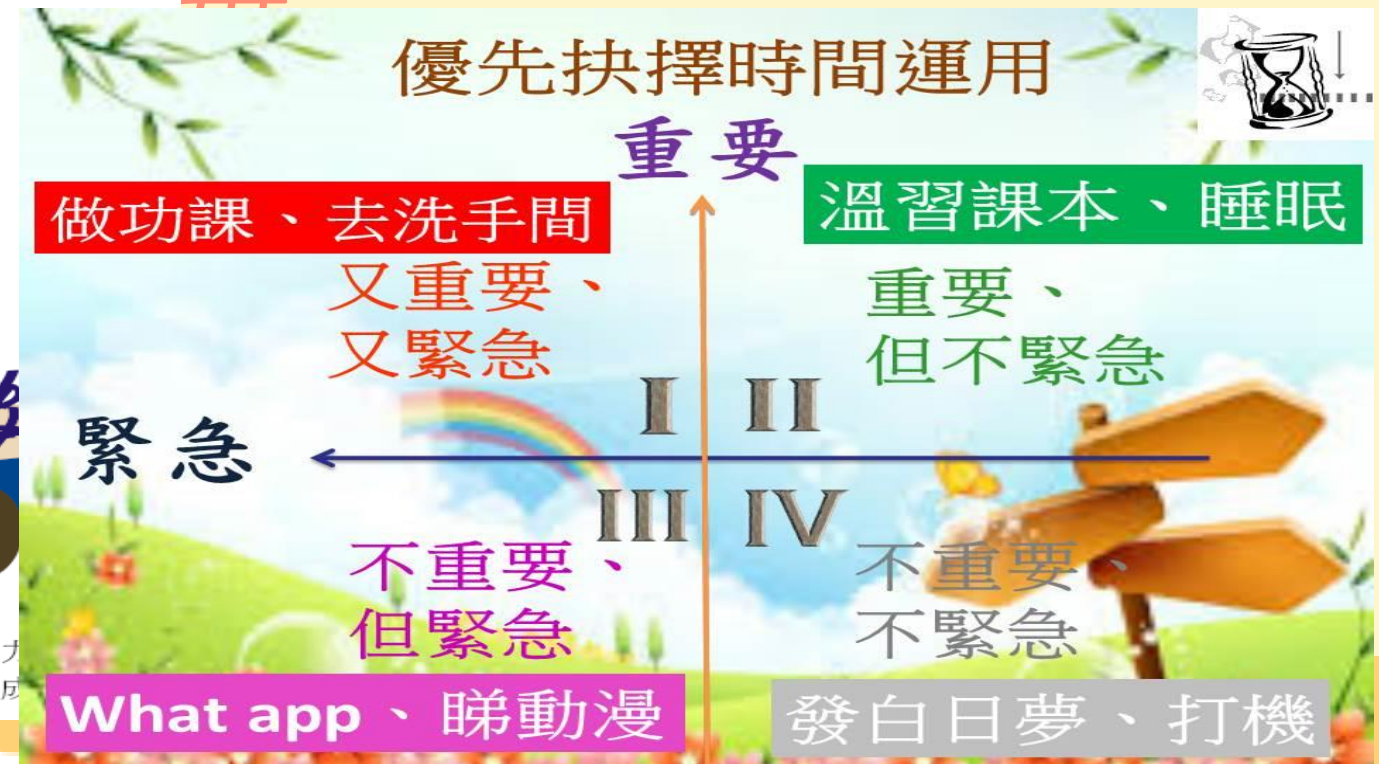 優先抉擇時間運用
重要
做功課、去洗手間
溫習課本、睡眠
又重要、
又緊急
重要、
但不緊急
I
II
緊急
III
IV
不重要、
但緊急
不重要、
不緊急
What app、睇動漫
發白日夢、打機